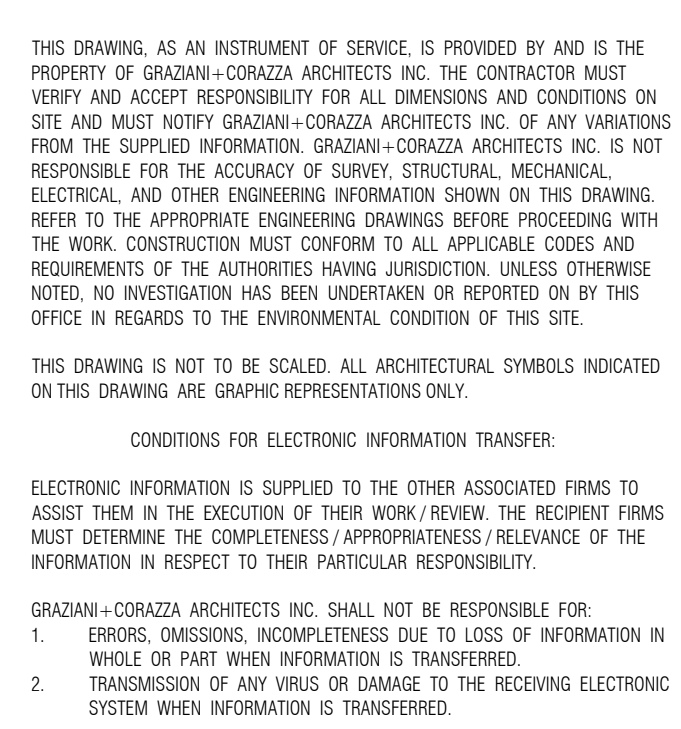 THIS DRAWING, AS AN INSTRUMENT OF SERVICE, IS PROVIDED BY AND IS THE
PROPERTY OF GRAZIANI+CORAZZA ARCHITECTS INC. THE CONTRACTOR MUST
VERIFY AND ACCEPT RESPONSIBILITY FOR ALL DIMENSIONS AND CONDITIONS ON
SITE AND MUST NOTIFY GRAZIANI+CORAZZA ARCHITECTS INC. OF ANY VARIATIONS
FROM THE SUPPLIED INFORMATION. GRAZIANI+CORAZZA ARCHITECTS INC. IS NOT
RESPONSIBLE FOR THE ACCURACY OF SURVEY, STRUCTURAL, MECHANICAL,
ELECTRICAL, AND OTHER ENGINEERING INFORMATION SHOWN ON THIS DRAWING.
REFER TO THE APPROPRIATE ENGINEERING DRAWINGS BEFORE PROCEEDING WITH
THE WORK. CONSTRUCTION MUST CONFORM TO ALL APPLICABLE CODES AND
REQUIREMENTS OF THE AUTHORITIES HAVING JURISDICTION. UNLESS OTHERWISE
NOTED, NO INVESTIGATION HAS BEEN UNDERTAKEN OR REPORTED ON BY THIS
OFFICE IN REGARDS TO THE ENVIRONMENTAL CONDITION OF THIS SITE.
THIS DRAWING IS NOT TO BE SCALED. ALL ARCHITECTURAL SYMBOLS INDICATED
ON THIS DRAWING ARE GRAPHIC REPRESENTATIONS ONLY.
CONDITIONS FOR ELECTRONIC INFORMATION TRANSFER:
ELECTRONIC INFORMATION IS SUPPLIED TO THE OTHER ASSOCIATED FIRMS TO
ASSIST THEM IN THE EXECUTION OF THEIR WORK / REVIEW. THE RECIPIENT FIRMS
MUST DETERMINE THE COMPLETENESS / APPROPRIATENESS / RELEVANCE OF THE
INFORMATION IN RESPECT TO THEIR PARTICULAR RESPONSIBILITY.
GRAZIANI+CORAZZA ARCHITECTS INC. SHALL NOT BE RESPONSIBLE FOR:
1. ERRORS, OMISSIONS, INCOMPLETENESS DUE TO LOSS OF INFORMATION IN
WHOLE OR PART WHEN INFORMATION IS TRANSFERRED.
2. TRANSMISSION OF ANY VIRUS OR DAMAGE TO THE RECEIVING ELECTRONIC
SYSTEM WHEN INFORMATION IS TRANSFERRED.